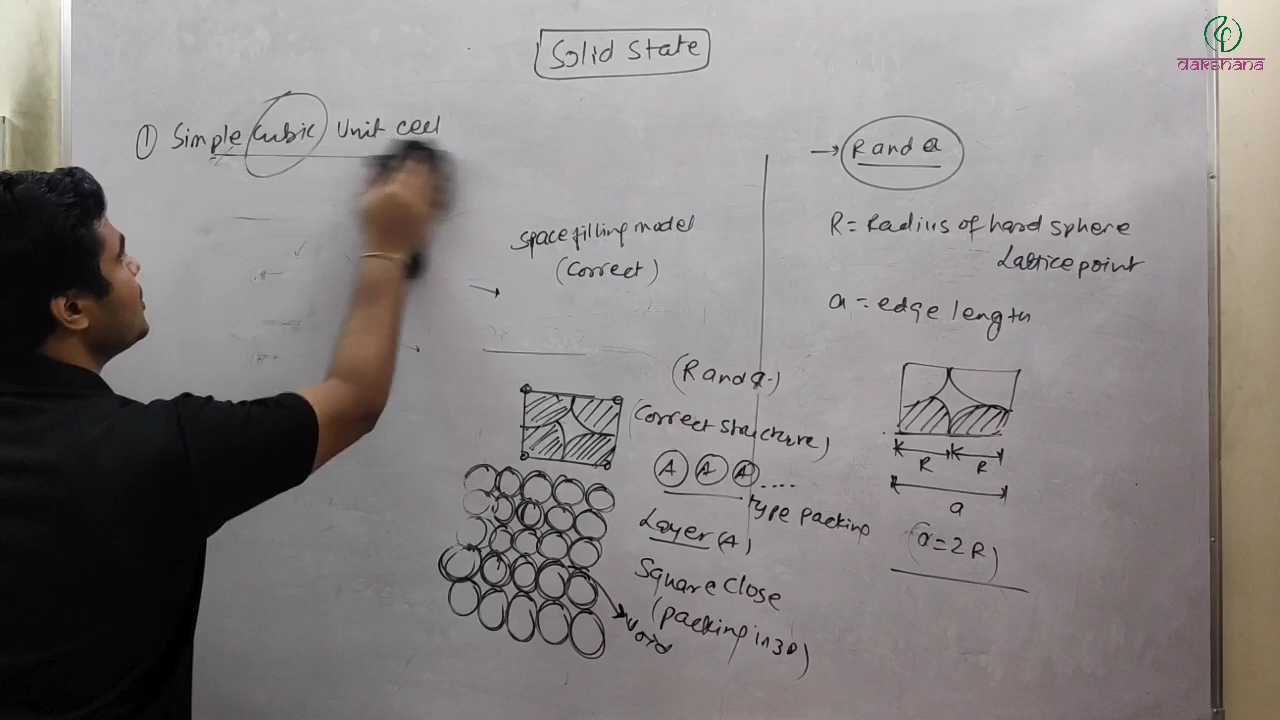 Solid State
dakshana
① Simple cubic Unit cell
space filling model
(correct)
(R and a)
(correct structure)
A A A ....
type packing
Layer (A)
Square close
(packing in 3D)
void
→ R and a
R = Radius of hard sphere
Lattice point
a = edge length
R R
a
(a = 2R)